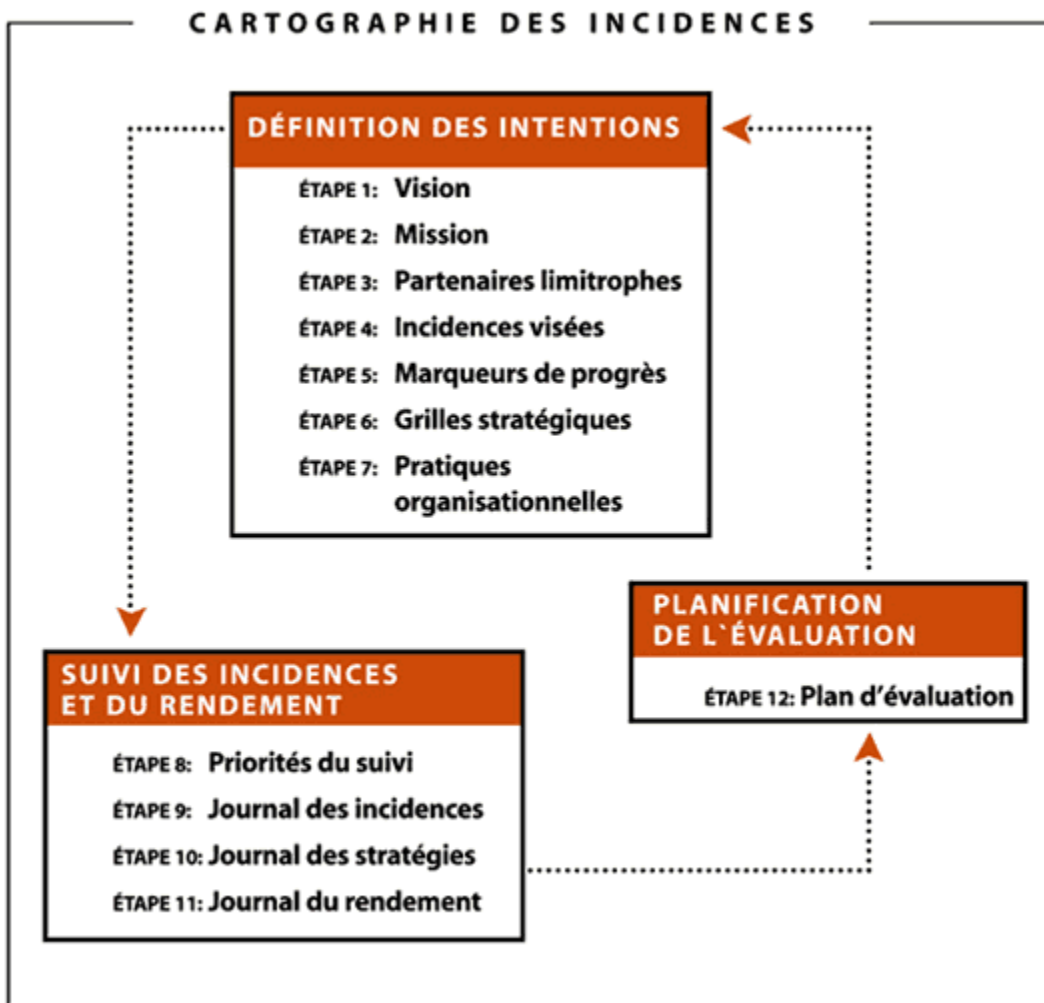 CARTOGRAPHIE DES INCIDENCES
DÉFINITION DES INTENTIONS
ÉTAPE 1: Vision
ÉTAPE 2: Mission
ÉTAPE 3: Partenaires limitrophes
ÉTAPE 4: Incidences visées
ÉTAPE 5: Marqueurs de progrès
ÉTAPE 6: Grilles stratégiques
ÉTAPE 7: Pratiques
organisationnelles
SUIVI DES INCIDENCES
ET DU RENDEMENT
ÉTAPE 8: Priorités du suivi
ÉTAPE 9: Journal des incidences
ÉTAPE 10: Journal des stratégies
ÉTAPE 11: Journal du rendement
PLANIFICATION
DE L`ÉVALUATION
ÉTAPE 12: Plan d’évaluation